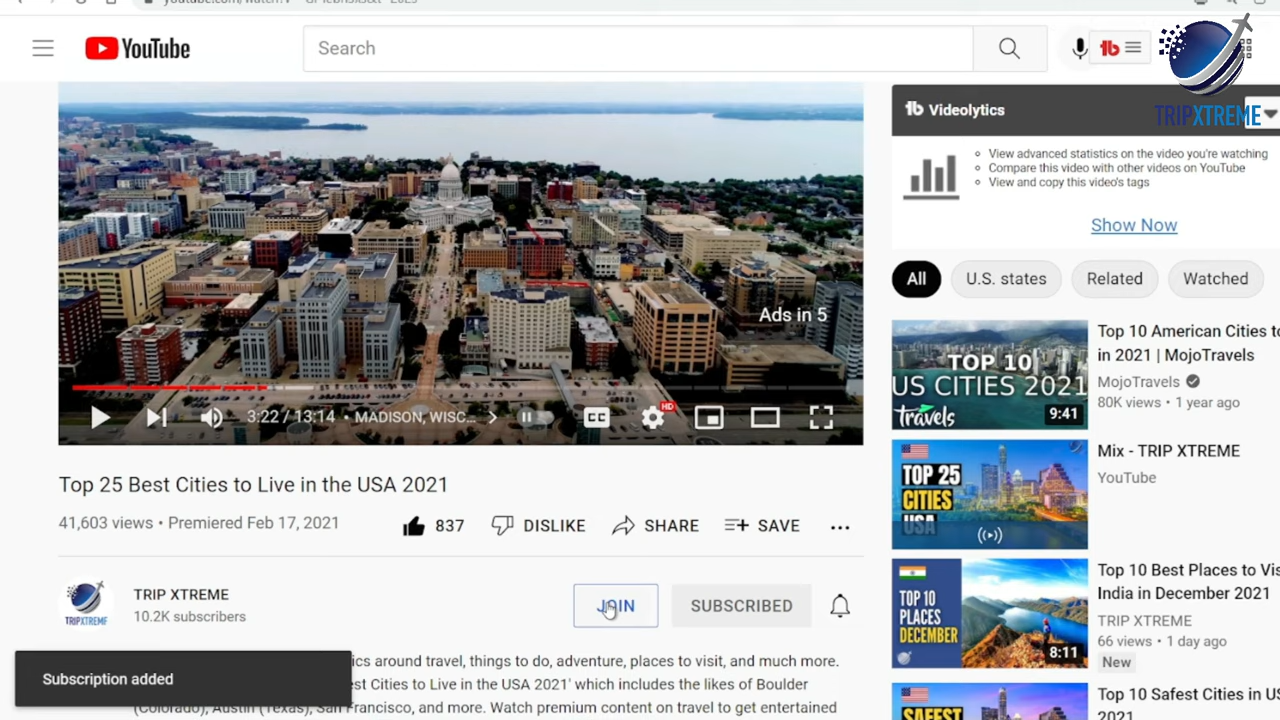 YouTube
Search
TRIPXTREME
Videolytics
View advanced statistics on the video you're watching
Compare this video with other videos on YouTube
View and copy this video's tags
Show Now
All
U.S. states
Related
Watched
Ads in 5
3:22 / 13:14 • MADISON, WISC...
CC
HD
Top 25 Best Cities to Live in the USA 2021
41,603 views • Premiered Feb 17, 2021
837
DISLIKE
SHARE
SAVE
TRIP XTREME
10.2K subscribers
JOIN
SUBSCRIBED
TRIPXTREME
Subscription added
ics around travel, things to do, adventure, places to visit, and much more.
st Cities to Live in the USA 2021' which includes the likes of Boulder
(Colorado), Austin (Texas), San Francisco, and more. Watch premium content on travel to get entertained
TOP 10
US CITIES 2021
travels
9:41
Top 10 American Cities to
in 2021 | MojoTravels
MojoTravels
80K views • 1 year ago
TOP 25
CITIES
USA
Mix - TRIP XTREME
YouTube
TOP 10
PLACES
DECEMBER
8:11
Top 10 Best Places to Vis
India in December 2021
TRIP XTREME
66 views • 1 day ago
New
SAFEST
Top 10 Safest Cities in US
2021